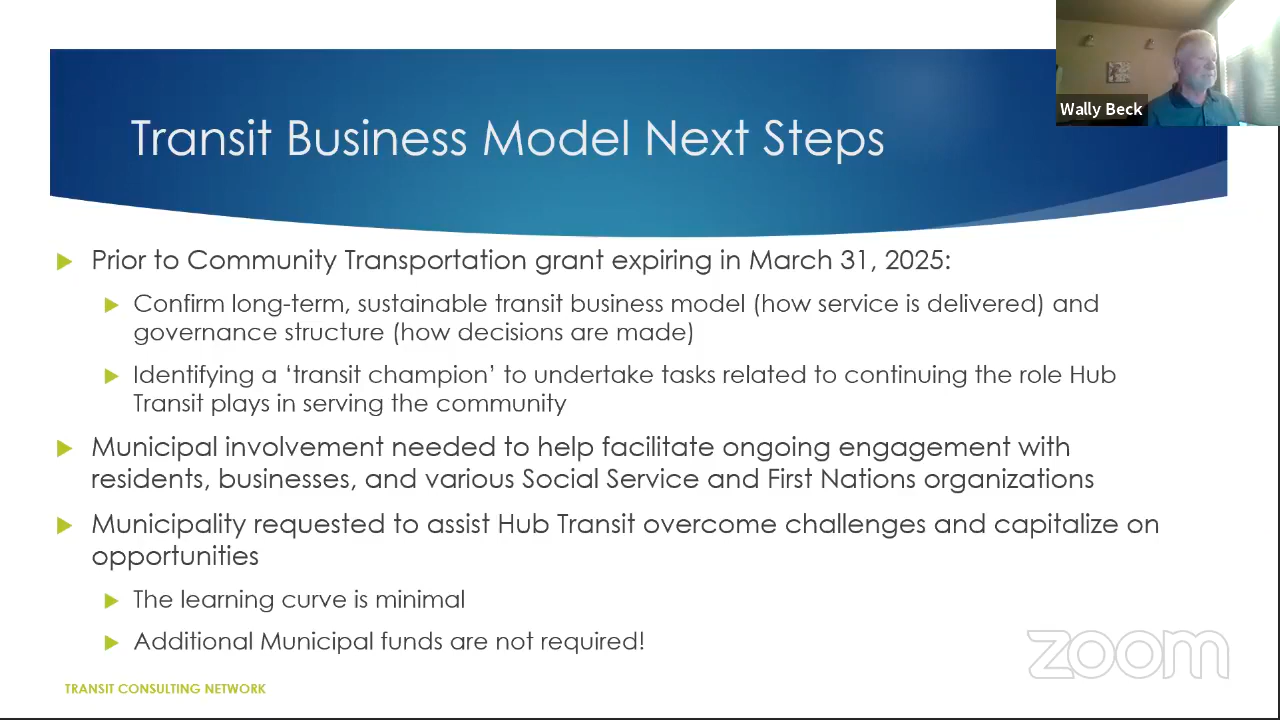 Wally Beck
Transit Business Model Next Steps
Prior to Community Transportation grant expiring in March 31, 2025:
Confirm long-term, sustainable transit business model (how service is delivered) and
governance structure (how decisions are made)
Identifying a ‘transit champion’ to undertake tasks related to continuing the role Hub
Transit plays in serving the community
Municipal involvement needed to help facilitate ongoing engagement with
residents, businesses, and various Social Service and First Nations organizations
Municipality requested to assist Hub Transit overcome challenges and capitalize on
opportunities
The learning curve is minimal
Additional Municipal funds are not required!
zoom
TRANSIT CONSULTING NETWORK